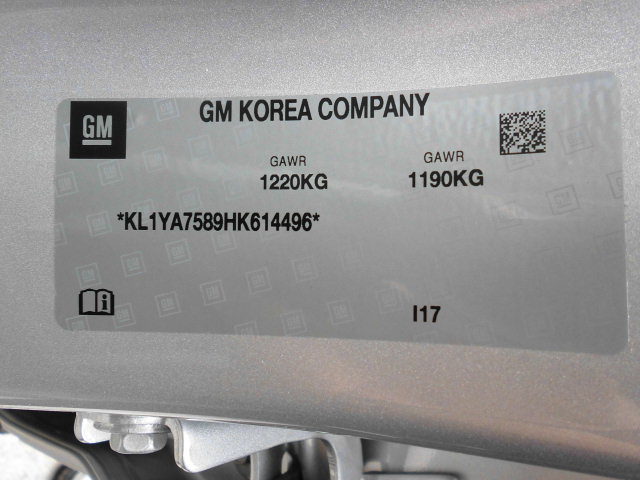 GM
GM KOREA COMPANY
GAWR GAWR
1220KG 1190KG
*KL1YA7589HK614496*
I17